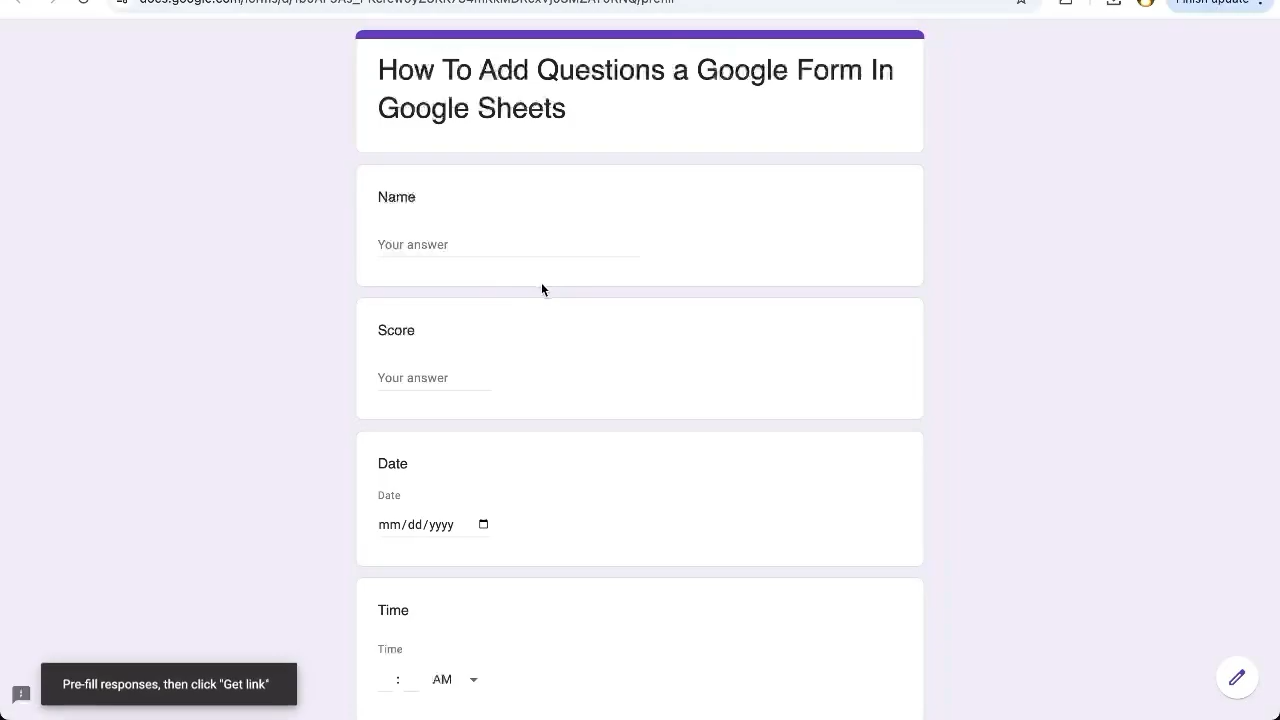 How To Add Questions a Google Form In
Google Sheets
Name
Your answer
Score
Your answer
Date
Date
mm/dd/yyyy
Time
Time
: AM
Pre-fill responses, then click "Get link"